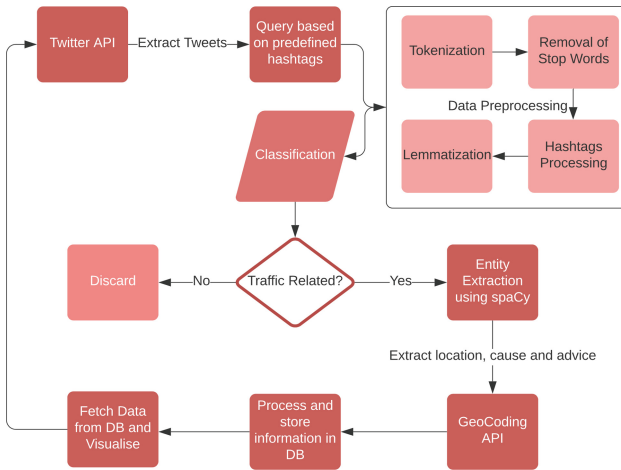 Twitter API
Extract Tweets
Query based
on predefined
hashtags
Tokenization
Removal of
Stop Words
Data Preprocessing
Lemmatization
Hashtags
Processing
Classification
Discard
No
Traffic Related?
Yes
Entity
Extraction
using spaCy
Extract location, cause and advice
Fetch Data
from DB and
Visualise
Process and
store
information in
DB
GeoCoding
API